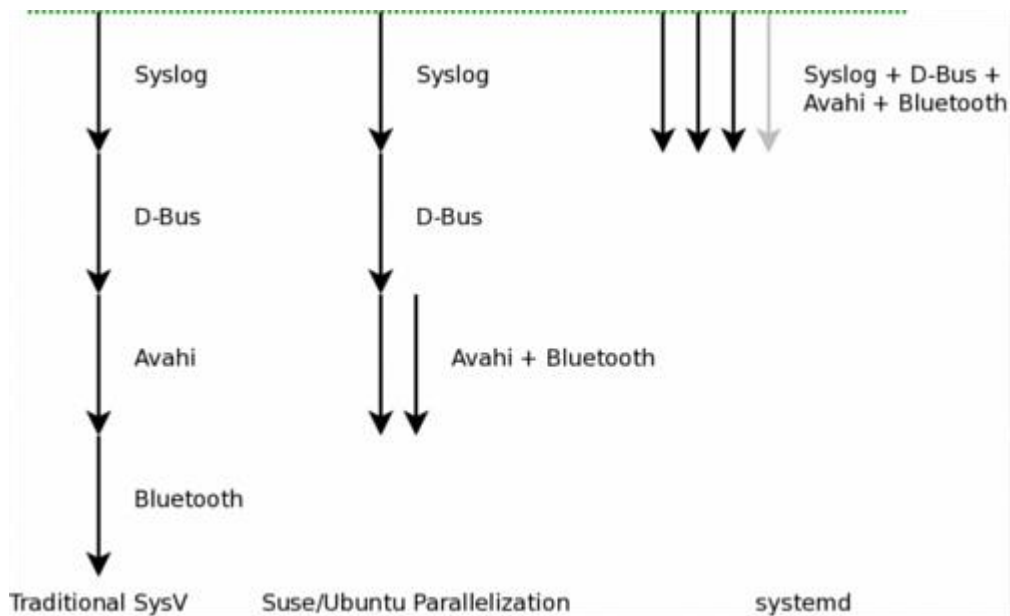 Syslog
D-Bus
Avahi
Bluetooth
Traditional SysV
Syslog
D-Bus
Avahi + Bluetooth
Suse/Ubuntu Parallelization
Syslog + D-Bus +
Avahi + Bluetooth
systemd